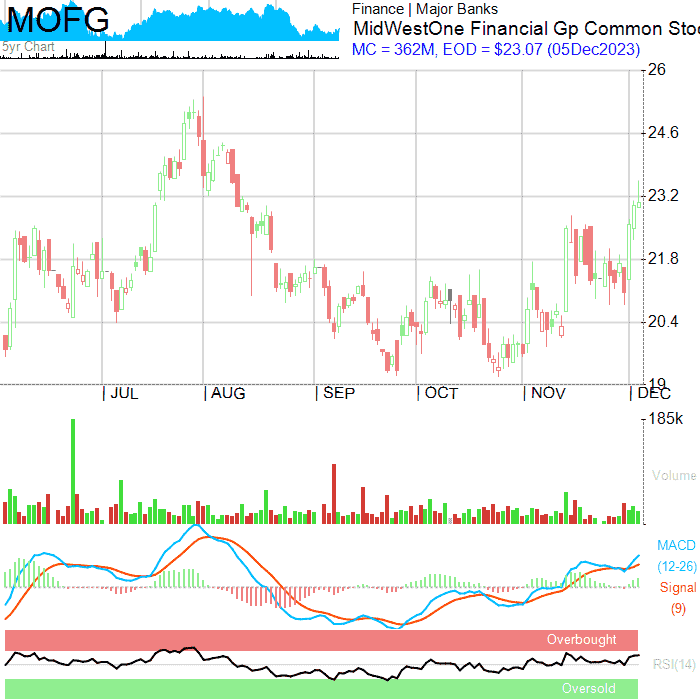 MOFG
5yr Chart
Finance | Major Banks
MidWestOne Financial Gp Common Stoc
MC = 362M, EOD = $23.07 (05Dec2023)
26
24.6
23.2
21.8
20.4
19
| JUL | AUG | SEP | OCT | NOV | DEC
185k
Volume
MACD
(12-26)
Signal
(9)
Overbought
RSI(14)
Oversold